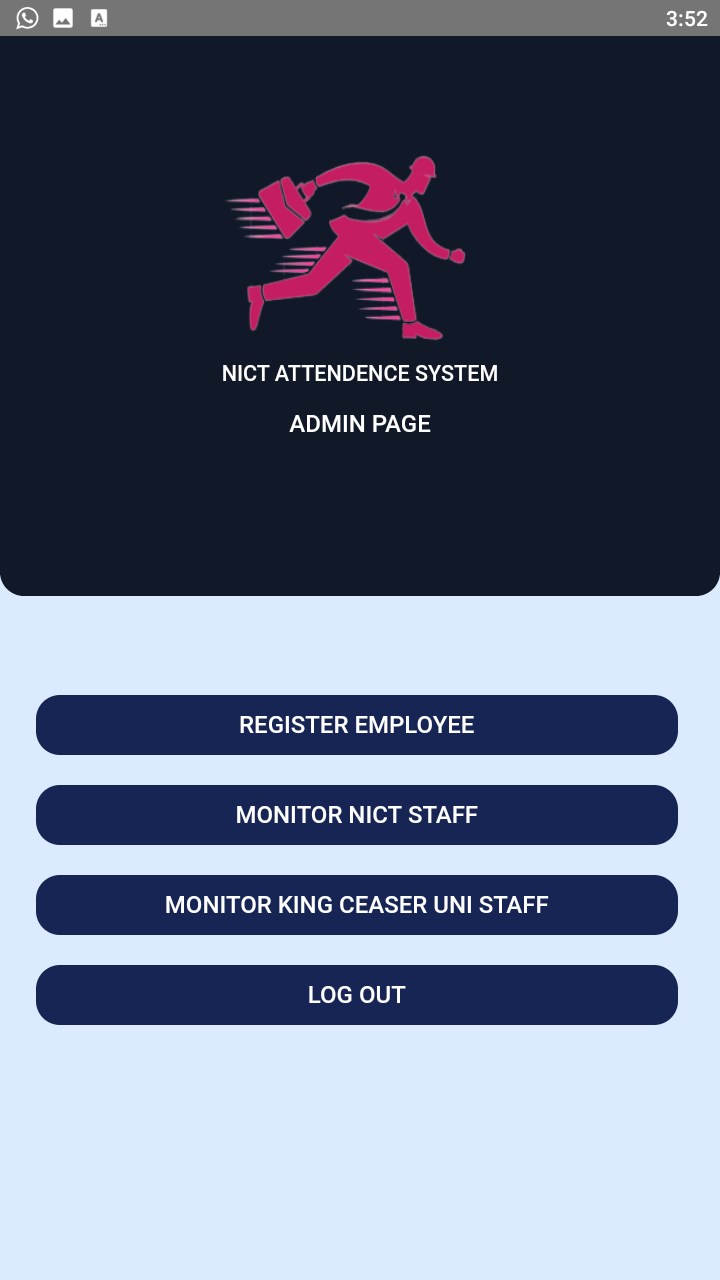 3:52
NICT ATTENDENCE SYSTEM
ADMIN PAGE
REGISTER EMPLOYEE
MONITOR NICT STAFF
MONITOR KING CEASER UNI STAFF
LOG OUT